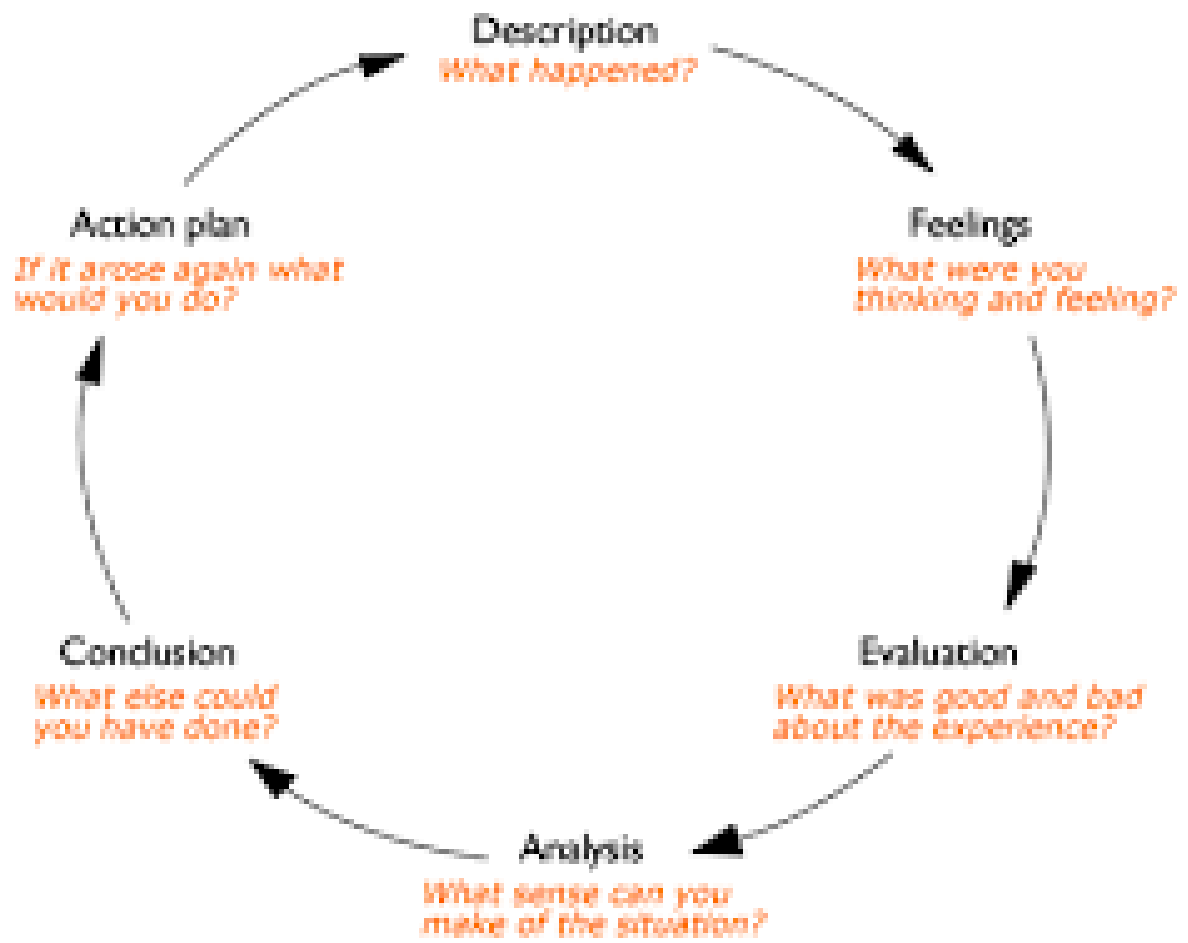 Description
What happened?
Feelings
What were you
thinking and feeling?
Evaluation
What was good and bad
about the experience?
Analysis
What sense can you
make of the situation?
Conclusion
What else could
you have done?
Action plan
If it arose again what
would you do?